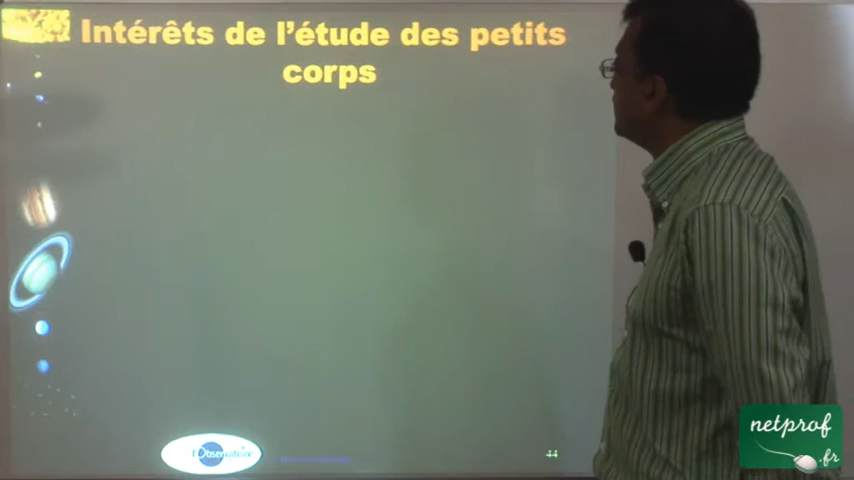 Intérêts de l'étude des petits
corps
l'Observatoire
44
netprof
.fr